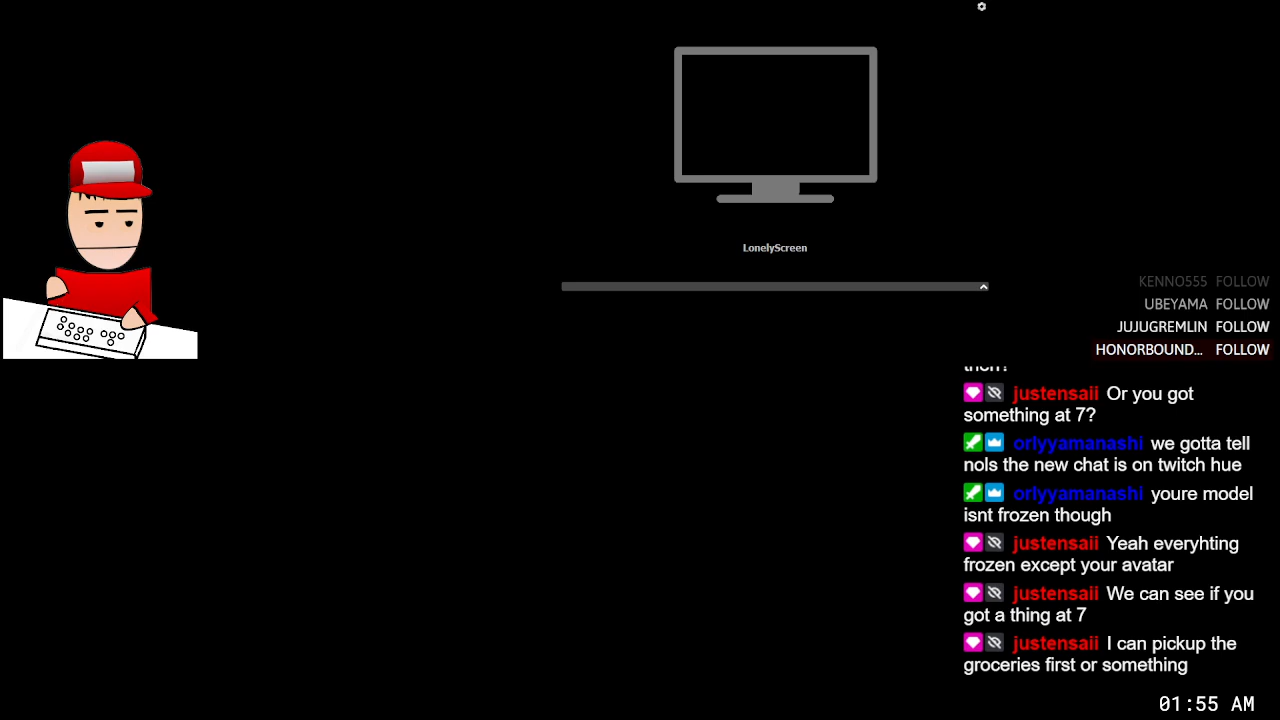 LonelyScreen
KENNO555 FOLLOW
UBEYAMA FOLLOW
JUJUGREMLIN FOLLOW
HONORBOUND... FOLLOW
then?
justensaii Or you got
something at 7?
orlyyamanashi we gotta tell
nols the new chat is on twitch hue
orlyyamanashi youre model
isnt frozen though
justensaii Yeah everyhting
frozen except your avatar
justensaii We can see if you
got a thing at 7
justensaii I can pickup the
groceries first or something
01:55 AM